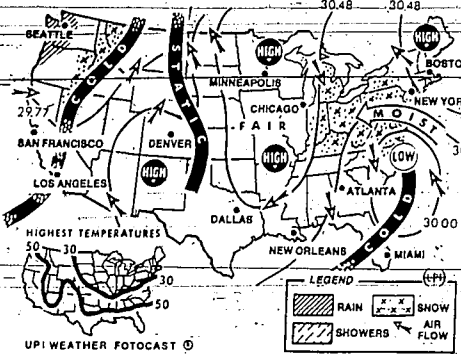 30.48
30.48
SEATTLE
COLD
STATIC
HIGH
HIGH
BOSTO
MINNEAPOLIS
NEW YORK
CHICAGO
29.77
MOIST
FAIR
SAN FRANCISCO
DENVER
HIGH
HIGH
LOW
LOS ANGELES
ATLANTA
DALLAS
30.00
COLD
HIGHEST TEMPERATURES
NEW ORLEANS
MIAMI
50
30
30
50
LEGEND
UPI
RAIN
SNOW
SHOWERS
AIR FLOW
UPI WEATHER FOTOCAST